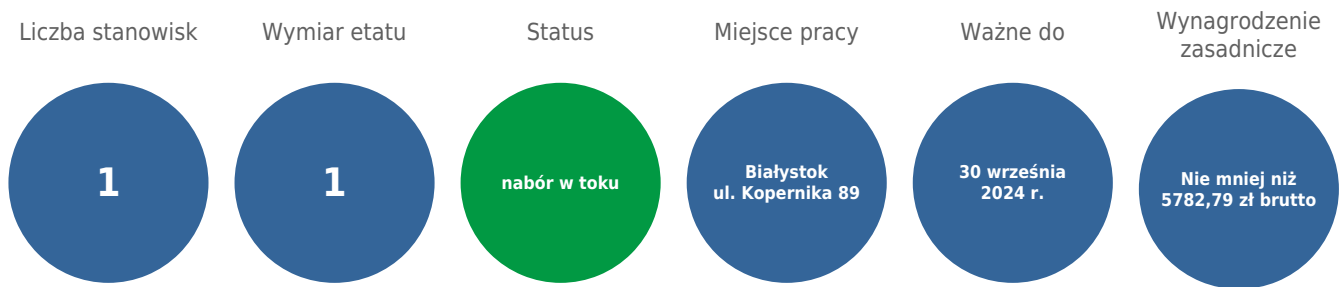 Liczba stanowisk
1
Wymiar etatu
1
Status
nabór w toku
Miejsce pracy
Białystok
ul. Kopernika 89
Ważne do
30 września
2024 r.
Wynagrodzenie
zasadnicze
Nie mniej niż
5782,79 zł brutto